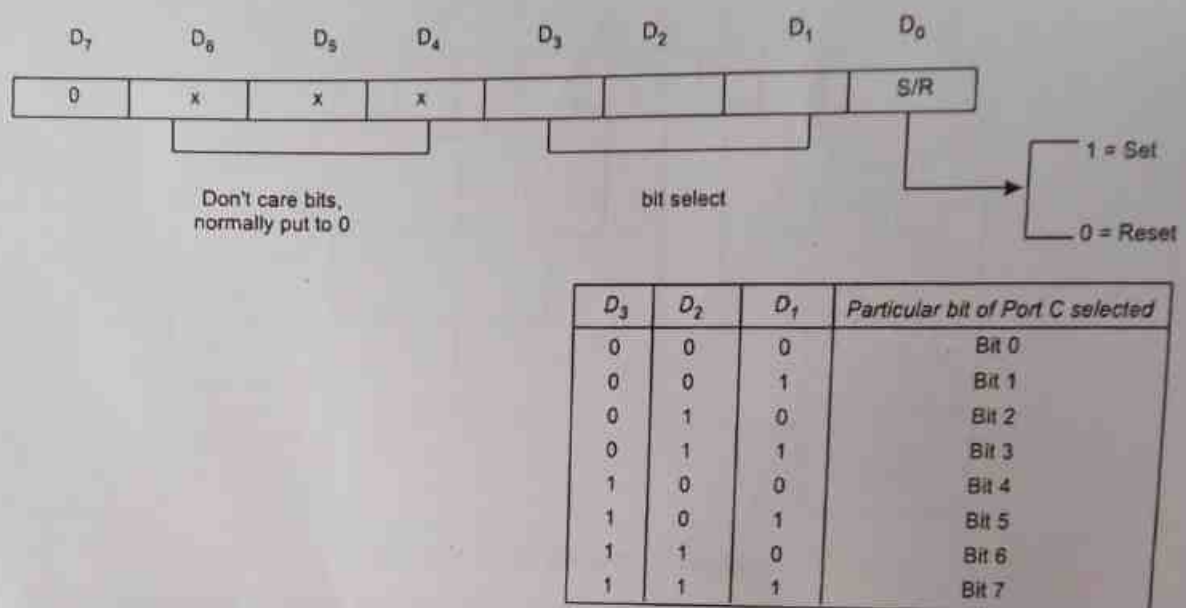 D7 D6 D5 D4 D3 D2 D1 D0
0 x x x S/R
1 = Set
Don't care bits,
normally put to 0
bit select
0 = Reset
D3 D2 D1 Particular bit of Port C selected
0 0 0 Bit 0
0 0 1 Bit 1
0 1 0 Bit 2
0 1 1 Bit 3
1 0 0 Bit 4
1 0 1 Bit 5
1 1 0 Bit 6
1 1 1 Bit 7